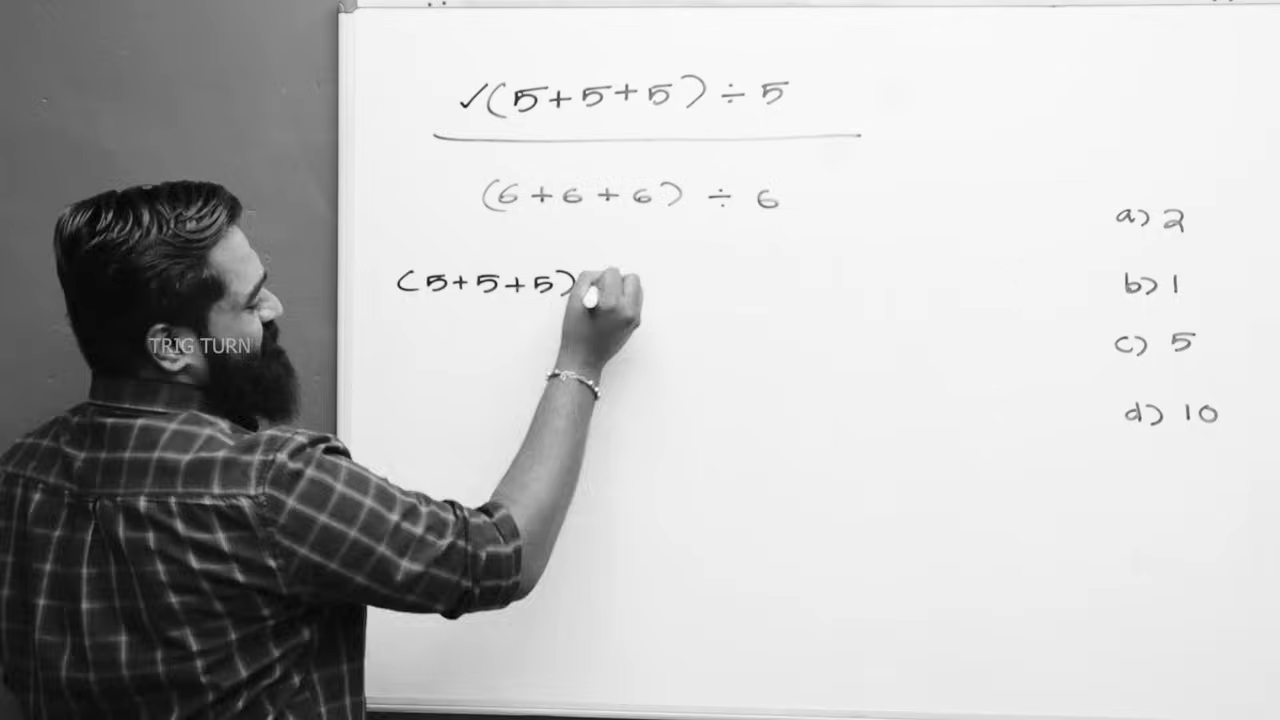 ✓(5+5+5) ÷ 5
(6+6+6) ÷ 6
(5+5+5)
a) 2
b) 1
c) 5
d) 10
TRIG TURN